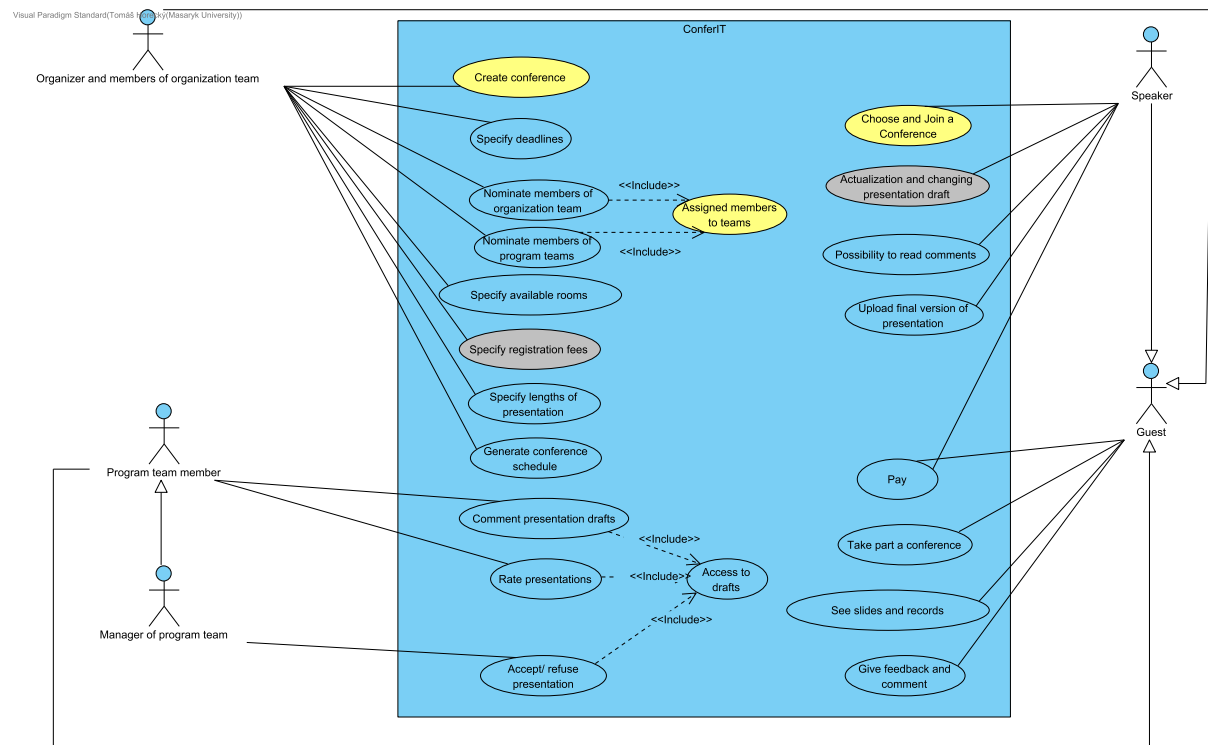 Visual Paradigm Standard(Tomáš Horecký(Masaryk University))
ConferIT
Organizer and members of organization team
Speaker
Create conference
Choose and Join a
Conference
Specify deadlines
Actualization and changing
presentation draft
<<Include>>
Nominate members of
organization team
Assigned members
to teams
Nominate members of
program teams
<<Include>>
Possibility to read comments
Specify available rooms
Upload final version of
presentation
Specify registration fees
Specify lengths of
presentation
Guest
Generate conference
schedule
Program team member
Pay
Comment presentation drafts
<<Include>>
Take part a conference
Rate presentations
<<Include>>
Access to
drafts
See slides and records
<<Include>>
Manager of program team
Accept/ refuse
presentation
Give feedback and
comment